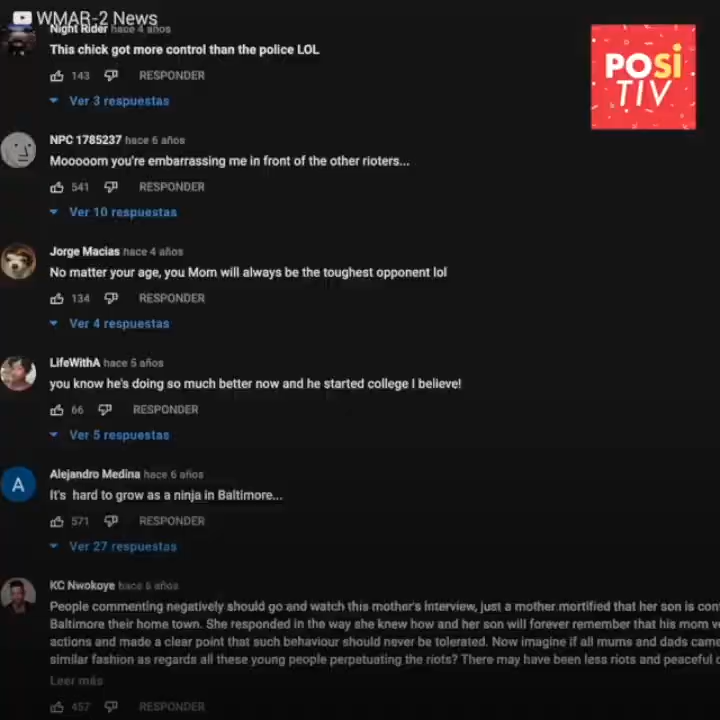 WMAR-2 News
Night Rider hace 4 años
This chick got more control than the police LOL
143 RESPONDER
Ver 3 respuestas
POSi
TIV
NPC 1785237 hace 6 años
Mooooom you're embarrassing me in front of the other rioters...
541 RESPONDER
Ver 10 respuestas
Jorge Macias hace 4 años
No matter your age, you Mom will always be the toughest opponent lol
134 RESPONDER
Ver 4 respuestas
LifeWithA hace 5 años
you know he's doing so much better now and he started college I believe!
66 RESPONDER
Ver 5 respuestas
A
Alejandro Medina hace 6 años
It's hard to grow as a ninja in Baltimore...
571 RESPONDER
Ver 27 respuestas
KC Nwokoye hace 6 años
People commenting negatively should go and watch this mother's interview, just a mother mortified that her son is
Baltimore their home town. She responded in the way she knew how and her son will forever remember that his mom
actions and made a clear point that such behaviour should never be tolerated. Now imagine if all mums and dads came
similar fashion as regards all these young people perpetuating the riots? There may have been less riots and peaceful
Leer más
457 RESPONDER